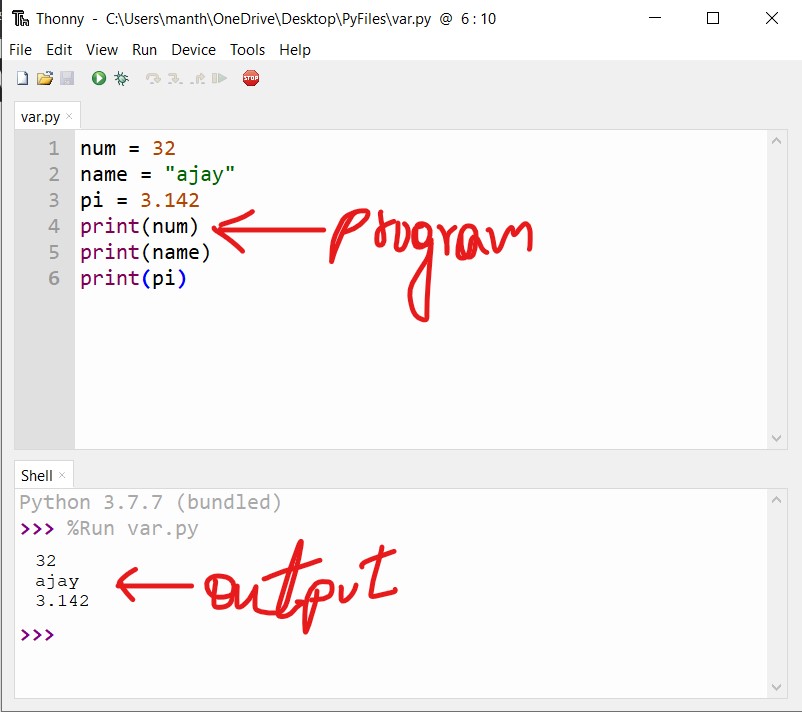 Thonny - C:\Users\manth\OneDrive\Desktop\PyFiles\var.py @ 6 : 10
File Edit View Run Device Tools Help
STOP
var.py ×
1 num = 32
2 name = "ajay"
3 pi = 3.142
4 print(num)
5 print(name)
6 print(pi)
Program
Shell ×
Python 3.7.7 (bundled)
>>> %Run var.py
32
ajay
3.142
output
>>>